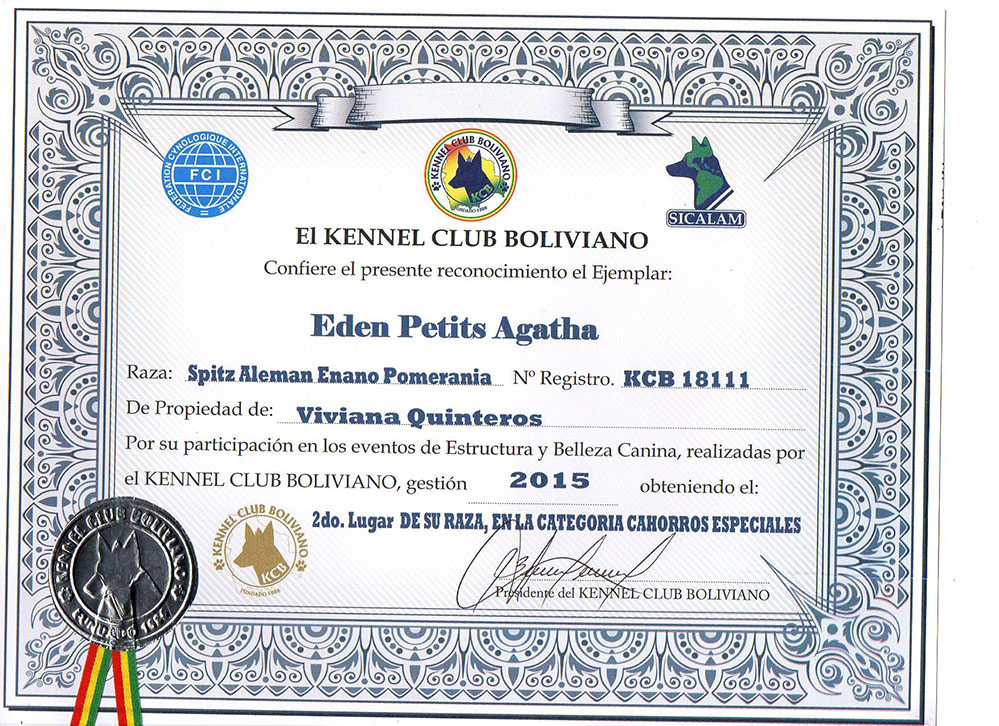 FEDERATION CYNOLOGIQUE INTERNATIONALE
FCI
KENNEL CLUB BOLIVIANO
KCB
FUNDADO 1986
SICALAM
El KENNEL CLUB BOLIVIANO
Confiere el presente reconocimiento el Ejemplar:
Eden Petits Agatha
Raza: Spitz Aleman Enano Pomerania Nº Registro. KCB 18111
De Propiedad de: Viviana Quinteros
Por su participación en los eventos de Estructura y Belleza Canina, realizadas por
el KENNEL CLUB BOLIVIANO, gestión 2015 obteniendo el:
2do. Lugar DE SU RAZA, EN LA CATEGORIA CAHORROS ESPECIALES
KENNEL CLUB BOLIVIANO
KCB
FUNDADO 1986
KENNEL CLUB BOLIVIANO
FUNDADO
Presidente del KENNEL CLUB BOLIVIANO